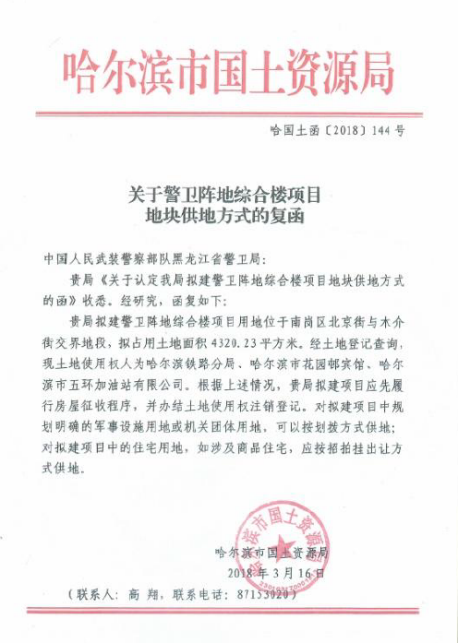 哈尔滨市国土资源局
哈国土函〔2018〕144 号
关于警卫阵地综合楼项目
地块供地方式的复函
中国人民武装警察部队黑龙江省警卫局：
贵局《关于认定我局拟建警卫阵地综合楼项目地块供地方式
的函》收悉。经研究，函复如下：
贵局拟建警卫阵地综合楼项目用地位于南岗区北京街与木介
街交界地段，拟占用土地面积 4320.23 平方米。经土地登记查询，
现土地使用权人为哈尔滨铁路分局、哈尔滨市花园邨宾馆、哈尔
滨市五环加油站有限公司。根据上述情况，贵局拟建项目应先履
行房屋征收程序，并办结土地使用权注销登记。对拟建项目中规
划明确的军事设施用地或机关团体用地，可以按划拨方式供地；
对拟建项目中的住宅用地，如涉及商品住宅，应按招拍挂出让方
式供地。
哈尔滨市国土资源局
哈尔滨市国土资源局
2018 年 3 月 16 日
（联系人：高 翔，联系电话：87153020）